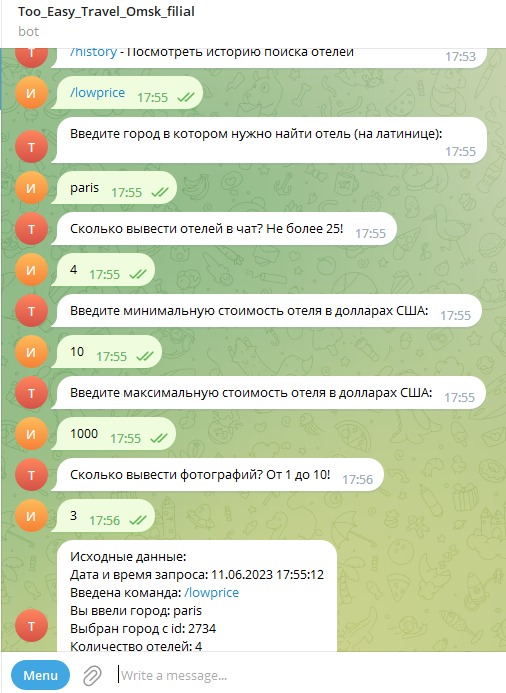 Too_Easy_Travel_Omsk_filial
bot
/history - Посмотреть историю поиска отелей
17:53
Т
И
/lowprice 17:55
Введите город в котором нужно найти отель (на латинице):
17:55
Т
И
paris 17:55
Т
Сколько вывести отелей в чат? Не более 25! 17:55
И
4 17:55
Т
Введите минимальную стоимость отеля в долларах США: 17:55
И
10 17:55
Т
Введите максимальную стоимость отеля в долларах США: 17:55
И
1000 17:55
Т
Сколько вывести фотографий? От 1 до 10! 17:56
И
3 17:56
Исходные данные:
Дата и время запроса: 11.06.2023 17:55:12
Введена команда: /lowprice
Вы ввели город: paris
Т
Выбран город с id: 2734
Количество отелей: 4
Menu
Write a message...